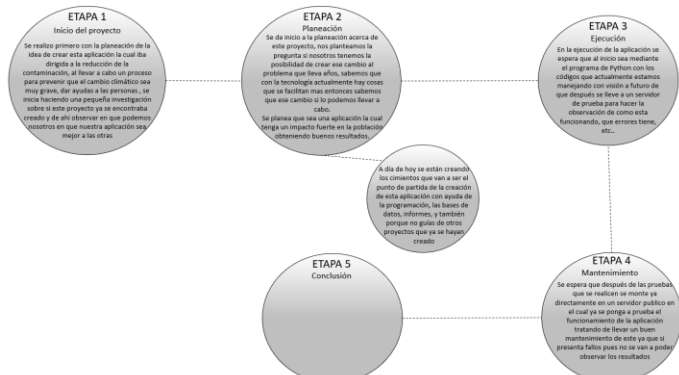 ETAPA 1
Inicio del proyecto
Se realizo primero con la planeación de la
idea de crear esta aplicación la cual iba
dirigida a la reducción de la
contaminación, al llevar a cabo un proceso
para prevenir que el cambio climático sea
muy grave, dar ayudas a las personas , se
inicia haciendo una pequeña investigación
sobre si este proyecto ya se encontraba
creado y de ahí observar en que podemos
nosotros en que nuestra aplicación sea
mejor a las otras
ETAPA 2
Planeación
Se da inicio a la planeación acerca de
este proyecto, nos planteamos la
pregunta si nosotros tenemos la
posibilidad de crear ese cambio al
problema que lleva años, sabemos que
con la tecnología actualmente hay cosas
que se facilitan mas entonces sabemos
que ese cambio si lo podemos llevar a
cabo.
Se planea que sea una aplicación la cual
tenga un impacto fuerte en la población
obteniendo buenos resultados.
A día de hoy se están creando
los cimientos que van a ser el
punto de partida de la creación
de esta aplicación con ayuda de
la programación, las bases de
datos, informes, y también
porque no guías de otros
proyectos que ya se hayan
creado
ETAPA 3
Ejecución
En la ejecución de la aplicación se
espera que al inicio sea mediante
el programa de Python con los
códigos que actualmente estamos
manejando con visión a futuro de
que después se lleve a un servidor
de prueba para hacer la
observación de como esta
funcionando, que errores tiene,
etc..
ETAPA 4
Mantenimiento
Se espera que después de las pruebas
que se realicen se monte ya
directamente en un servidor publico en
el cual ya se ponga a prueba el
funcionamiento de la aplicación
tratando de llevar un buen
mantenimiento de este ya que si
presenta fallos pues no se van a poder
observar los resultados
ETAPA 5
Conclusión